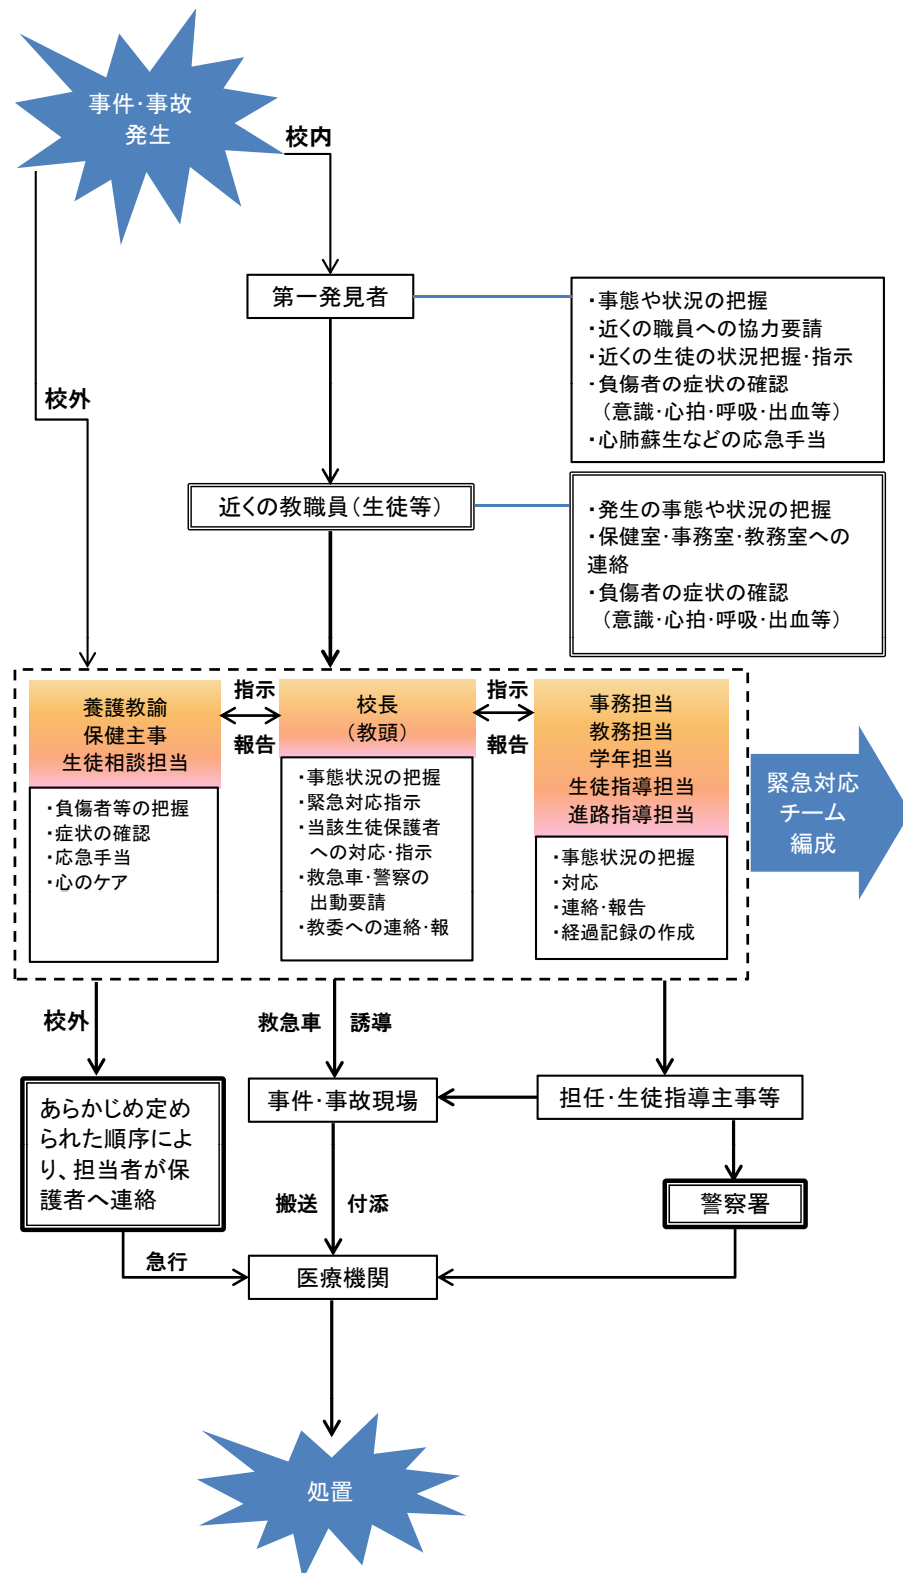 事件・事故
発生
校内
校外
第一発見者
・事態や状況の把握
・近くの職員への協力要請
・近くの生徒の状況把握・指示
・負傷者の症状の確認
（意識・心拍・呼吸・出血等）
・心肺蘇生などの応急手当
近くの教職員（生徒等）
・発生の事態や状況の把握
・保健室・事務室・教務室への
連絡
・負傷者の症状の確認
（意識・心拍・呼吸・出血等）
養護教諭
保健主事
生徒相談担当
・負傷者等の把握
・症状の確認
・応急手当
・心のケア
指示
報告
校長
（教頭）
・事態状況の把握
・緊急対応指示
・当該生徒保護者
への対応・指示
・救急車・警察の
出動要請
・教委への連絡・報
指示
報告
事務担当
教務担当
学年担当
生徒指導担当
進路指導担当
・事態状況の把握
・対応
・連絡・報告
・経過記録の作成
緊急対応
チーム
編成
校外
救急車 誘導
あらかじめ定め
られた順序によ
り、担当者が保
護者へ連絡
事件・事故現場
担任・生徒指導主事等
搬送 付添
警察署
急行
医療機関
処置